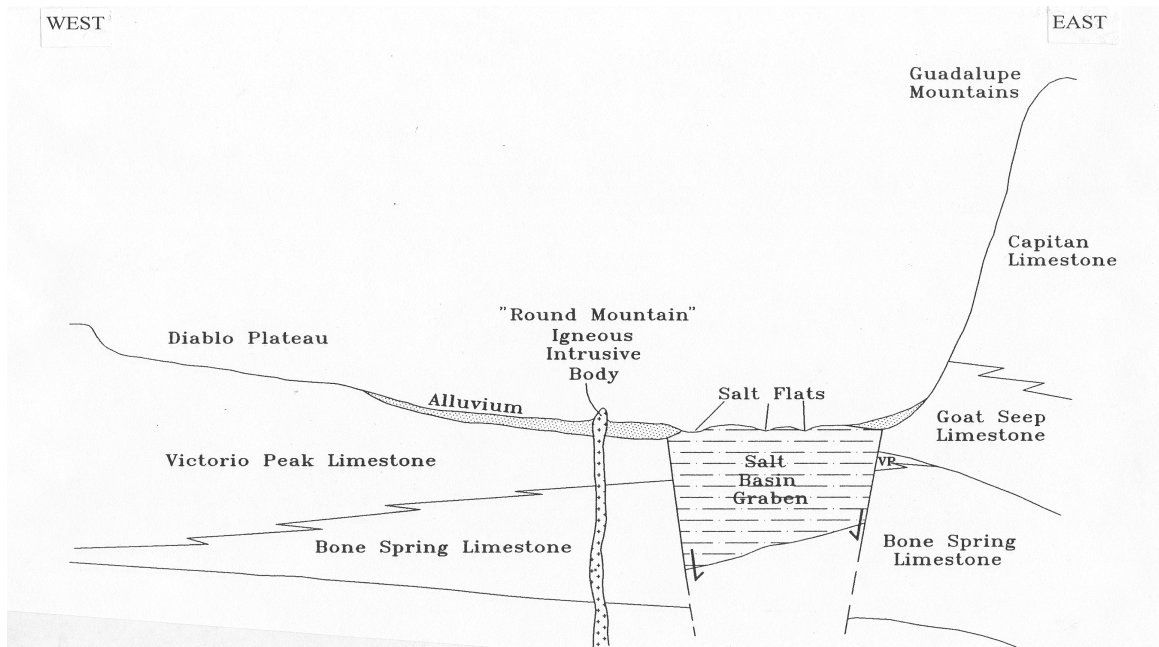 WEST
EAST
Guadalupe
Mountains
Capitan
Limestone
"Round Mountain"
Igneous
Intrusive
Body
Diablo Plateau
Alluvium
Salt Flats
Goat Seep
Limestone
Victorio Peak Limestone
Salt
Basin
Graben
VP
Bone Spring Limestone
Bone Spring
Limestone